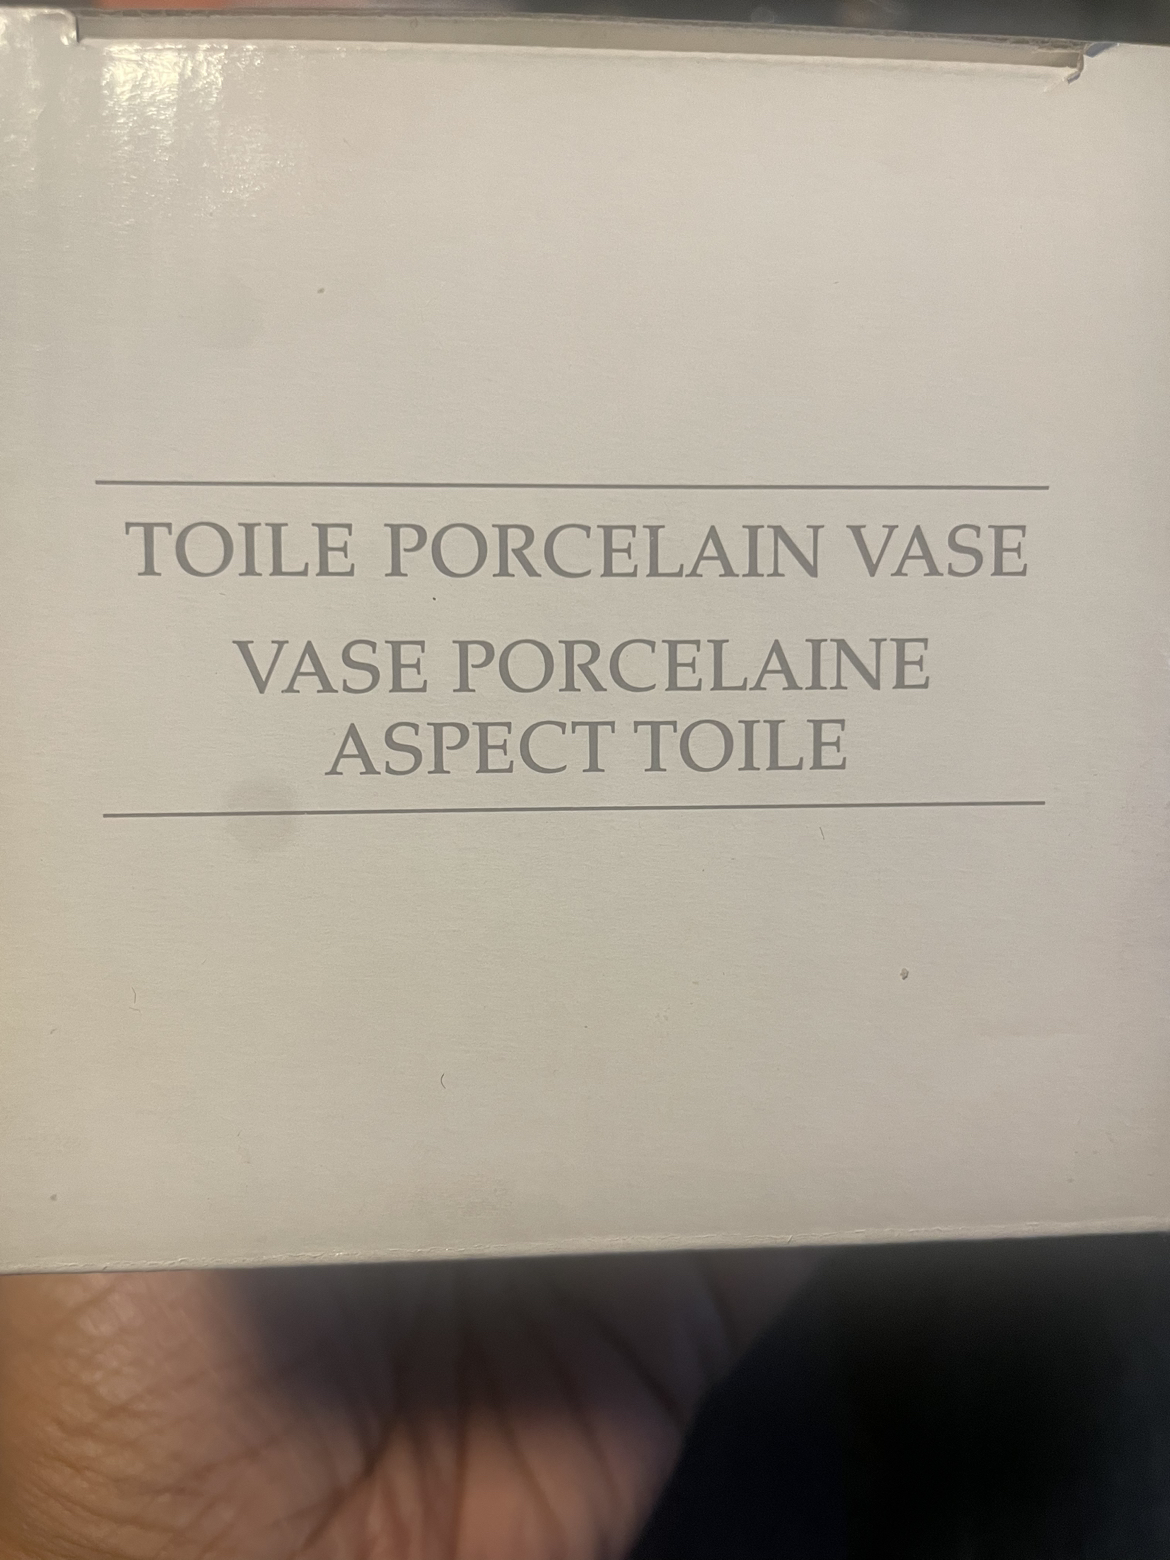 TOILE PORCELAIN VASE
VASE PORCELAINE
ASPECT TOILE